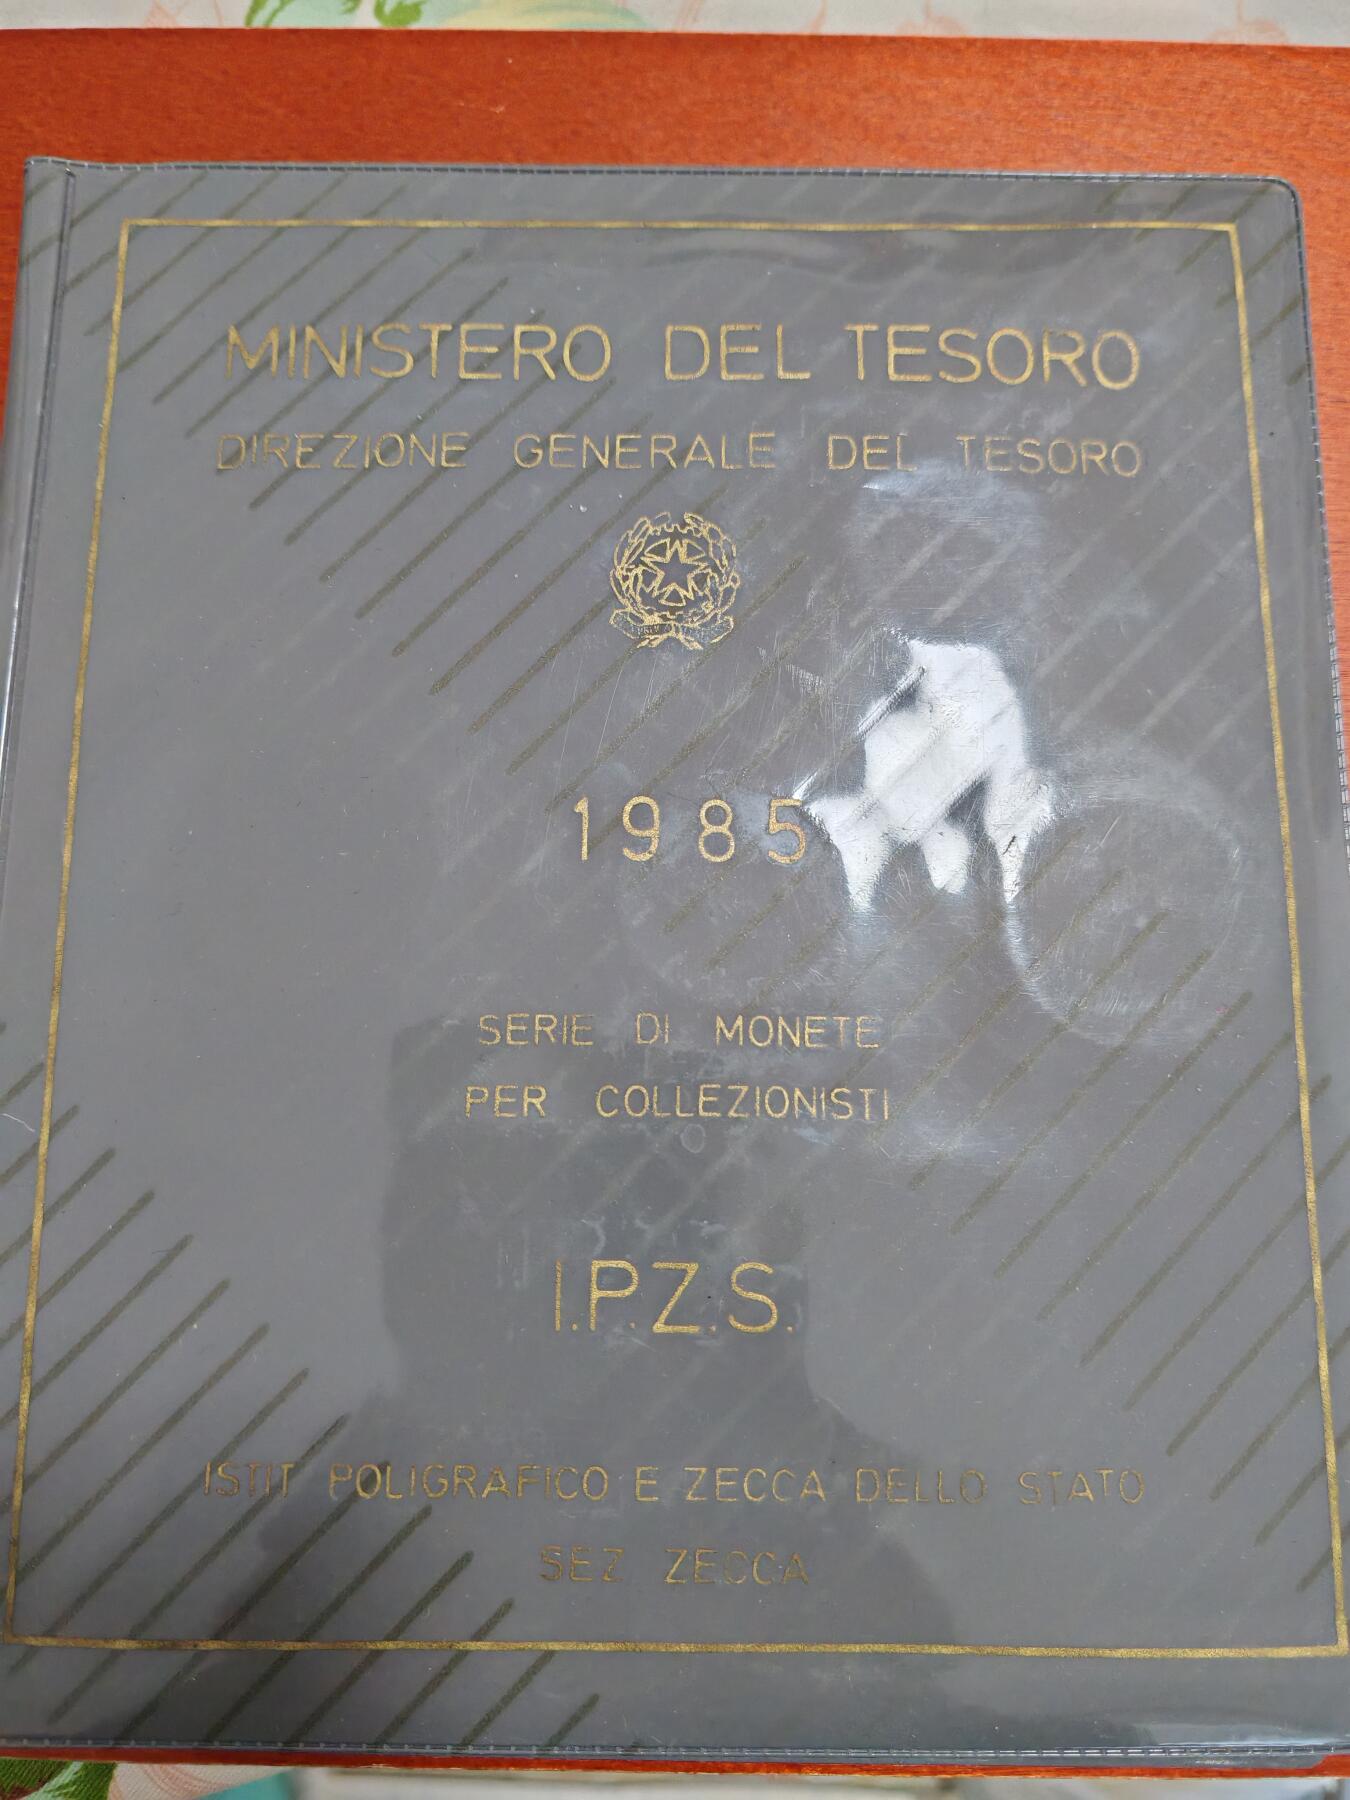 MINISTERO DEL TESORO
DIREZIONE GENERALE DEL TESORO
1985
SERIE DI MONETE
PER COLLEZIONISTI
I.P.Z.S.
ISTIT POLIGRAFICO E ZECCA DELLO STATO
SEZ ZECCA